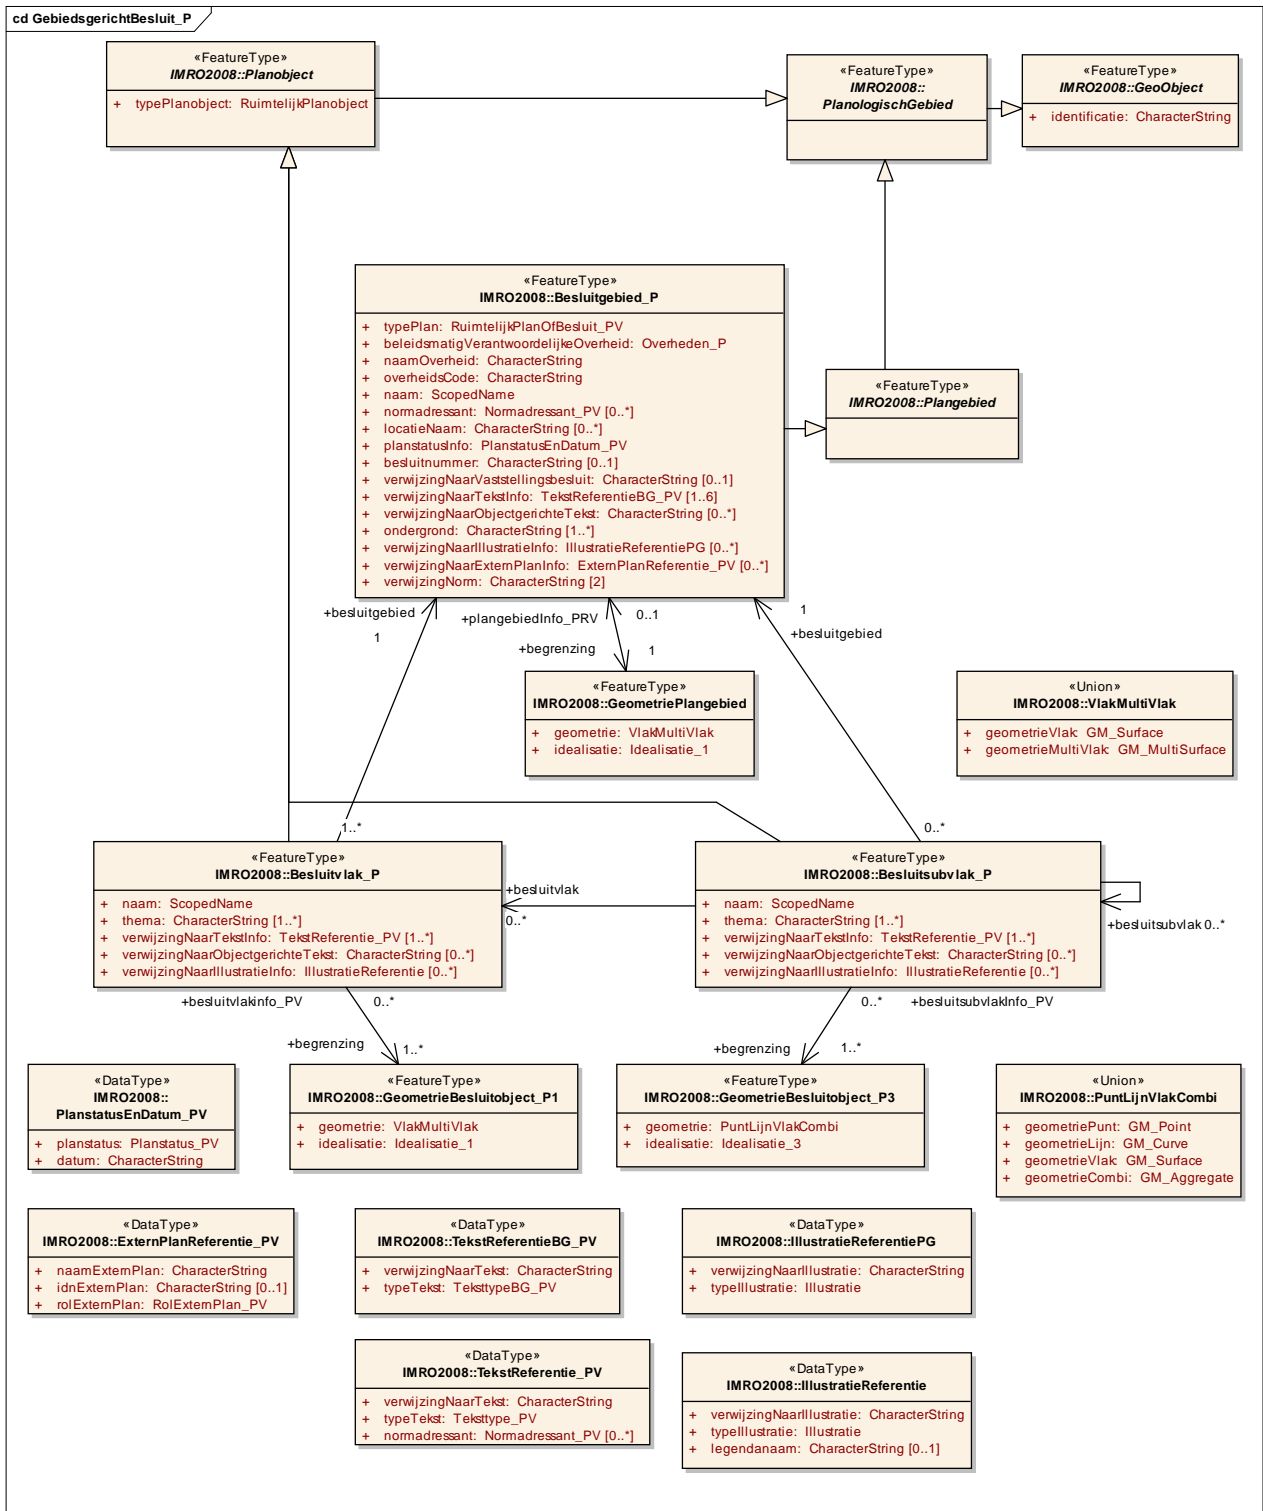 cd GebiedsgerichtBesluit_P
«FeatureType»
IMRO2008::Planobject
+ typePlanobject: RuimtelijkPlanobject
«FeatureType»
IMRO2008::
PlanologischGebied
«FeatureType»
IMRO2008::GeoObject
+ identificatie: CharacterString
«FeatureType»
IMRO2008::Besluitgebied_P
+ typePlan: RuimtelijkPlanOfBesluit_PV
+ beleidsmatigVerantwoordelijkeOverheid: Overheden_P
+ naamOverheid: CharacterString
+ overheidsCode: CharacterString
+ naam: ScopedName
+ normadressant: Normadressant_PV [0..*]
+ locatieNaam: CharacterString [0..*]
+ planstatusInfo: PlanstatusEnDatum_PV
+ besluitnummer: CharacterString [0..1]
+ verwijzingNaarVaststellingsbesluit: CharacterString [0..1]
+ verwijzingNaarTekstInfo: TekstReferentieBG_PV [1..6]
+ verwijzingNaarObjectgerichteTekst: CharacterString [0..*]
+ ondergrond: CharacterString [1..*]
+ verwijzingNaarIllustratieInfo: IllustratieReferentiePG [0..*]
+ verwijzingNaarExternPlanInfo: ExternPlanReferentie_PV [0..*]
+ verwijzingNorm: CharacterString [2]
«FeatureType»
IMRO2008::Plangebied
+besluitgebied
1
+plangebiedInfo_PRV
0..1
+begrenzing
1
1
+besluitgebied
«FeatureType»
IMRO2008::GeometriePlangebied
+ geometrie: VlakMultiVlak
+ idealisatie: Idealisatie_1
«Union»
IMRO2008::VlakMultiVlak
+ geometrieVlak: GM_Surface
+ geometrieMultiVlak: GM_MultiSurface
1..*
0..*
«FeatureType»
IMRO2008::Besluitvlak_P
+ naam: ScopedName
+ thema: CharacterString [1..*]
+ verwijzingNaarTekstInfo: TekstReferentie_PV [1..*]
+ verwijzingNaarObjectgerichteTekst: CharacterString [0..*]
+ verwijzingNaarIllustratieInfo: IllustratieReferentie [0..*]
+besluitvlak
0..*
«FeatureType»
IMRO2008::Besluitsubvlak_P
+ naam: ScopedName
+ thema: CharacterString [1..*]
+ verwijzingNaarTekstInfo: TekstReferentie_PV [1..*]
+ verwijzingNaarObjectgerichteTekst: CharacterString [0..*]
+ verwijzingNaarIllustratieInfo: IllustratieReferentie [0..*]
+besluitsubvlak 0..*
+besluitvlakinfo_PV
0..*
+begrenzing
1..*
0..*
+besluitsubvlakInfo_PV
+begrenzing
1..*
«DataType»
IMRO2008::
PlanstatusEnDatum_PV
+ planstatus: Planstatus_PV
+ datum: CharacterString
«FeatureType»
IMRO2008::GeometrieBesluitobject_P1
+ geometrie: VlakMultiVlak
+ idealisatie: Idealisatie_1
«FeatureType»
IMRO2008::GeometrieBesluitobject_P3
+ geometrie: PuntLijnVlakCombi
+ idealisatie: Idealisatie_3
«Union»
IMRO2008::PuntLijnVlakCombi
+ geometriePunt: GM_Point
+ geometrieLijn: GM_Curve
+ geometrieVlak: GM_Surface
+ geometrieCombi: GM_Aggregate
«DataType»
IMRO2008::ExternPlanReferentie_PV
+ naamExternPlan: CharacterString
+ idnExternPlan: CharacterString [0..1]
+ rolExternPlan: RolExternPlan_PV
«DataType»
IMRO2008::TekstReferentieBG_PV
+ verwijzingNaarTekst: CharacterString
+ typeTekst: TeksttypeBG_PV
«DataType»
IMRO2008::IllustratieReferentiePG
+ verwijzingNaarIllustratie: CharacterString
+ typeIllustratie: Illustratie
«DataType»
IMRO2008::TekstReferentie_PV
+ verwijzingNaarTekst: CharacterString
+ typeTekst: Teksttype_PV
+ normadressant: Normadressant_PV [0..*]
«DataType»
IMRO2008::IllustratieReferentie
+ verwijzingNaarIllustratie: CharacterString
+ typeIllustratie: Illustratie
+ legendanaam: CharacterString [0..1]